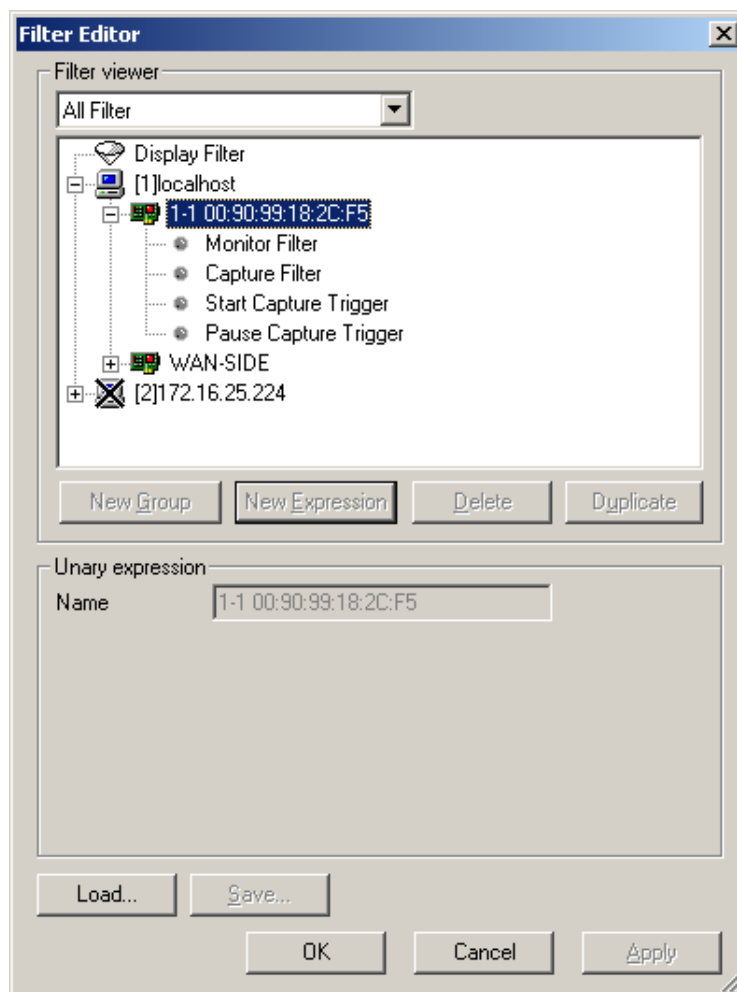 Filter Editor
Filter viewer
All Filter
Display Filter
[1]localhost
1-1 00:90:99:18:2C:F5
Monitor Filter
Capture Filter
Start Capture Trigger
Pause Capture Trigger
WAN-SIDE
[2]172.16.25.224
New Group New Expression Delete Duplicate
Unary expression
Name 1-1 00:90:99:18:2C:F5
Load... Save...
OK Cancel Apply